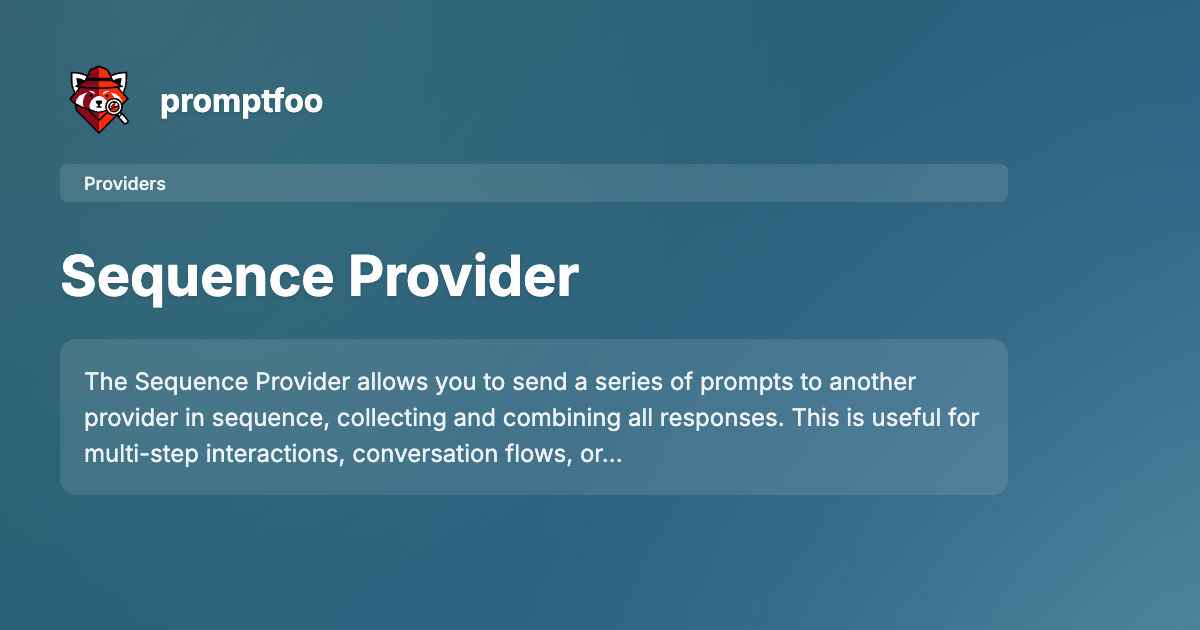 promptfoo
Providers
Sequence Provider
The Sequence Provider allows you to send a series of prompts to another
provider in sequence, collecting and combining all responses. This is useful for
multi-step interactions, conversation flows, or...